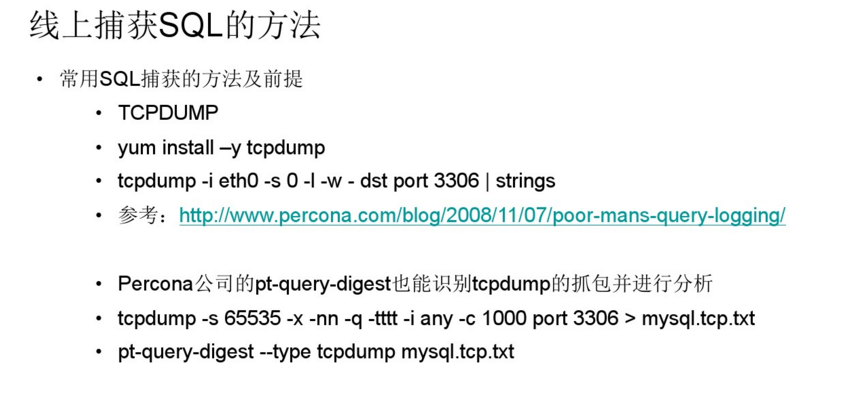 线上捕获SQL的方法
• 常用SQL捕获的方法及前提
• TCPDUMP
• yum install –y tcpdump
• tcpdump -i eth0 -s 0 -l -w - dst port 3306 | strings
• 参考：http://www.percona.com/blog/2008/11/07/poor-mans-query-logging/
• Percona公司的pt-query-digest也能识别tcpdump的抓包并进行分析
• tcpdump -s 65535 -x -nn -q -tttt -i any -c 1000 port 3306 > mysql.tcp.txt
• pt-query-digest --type tcpdump mysql.tcp.txt